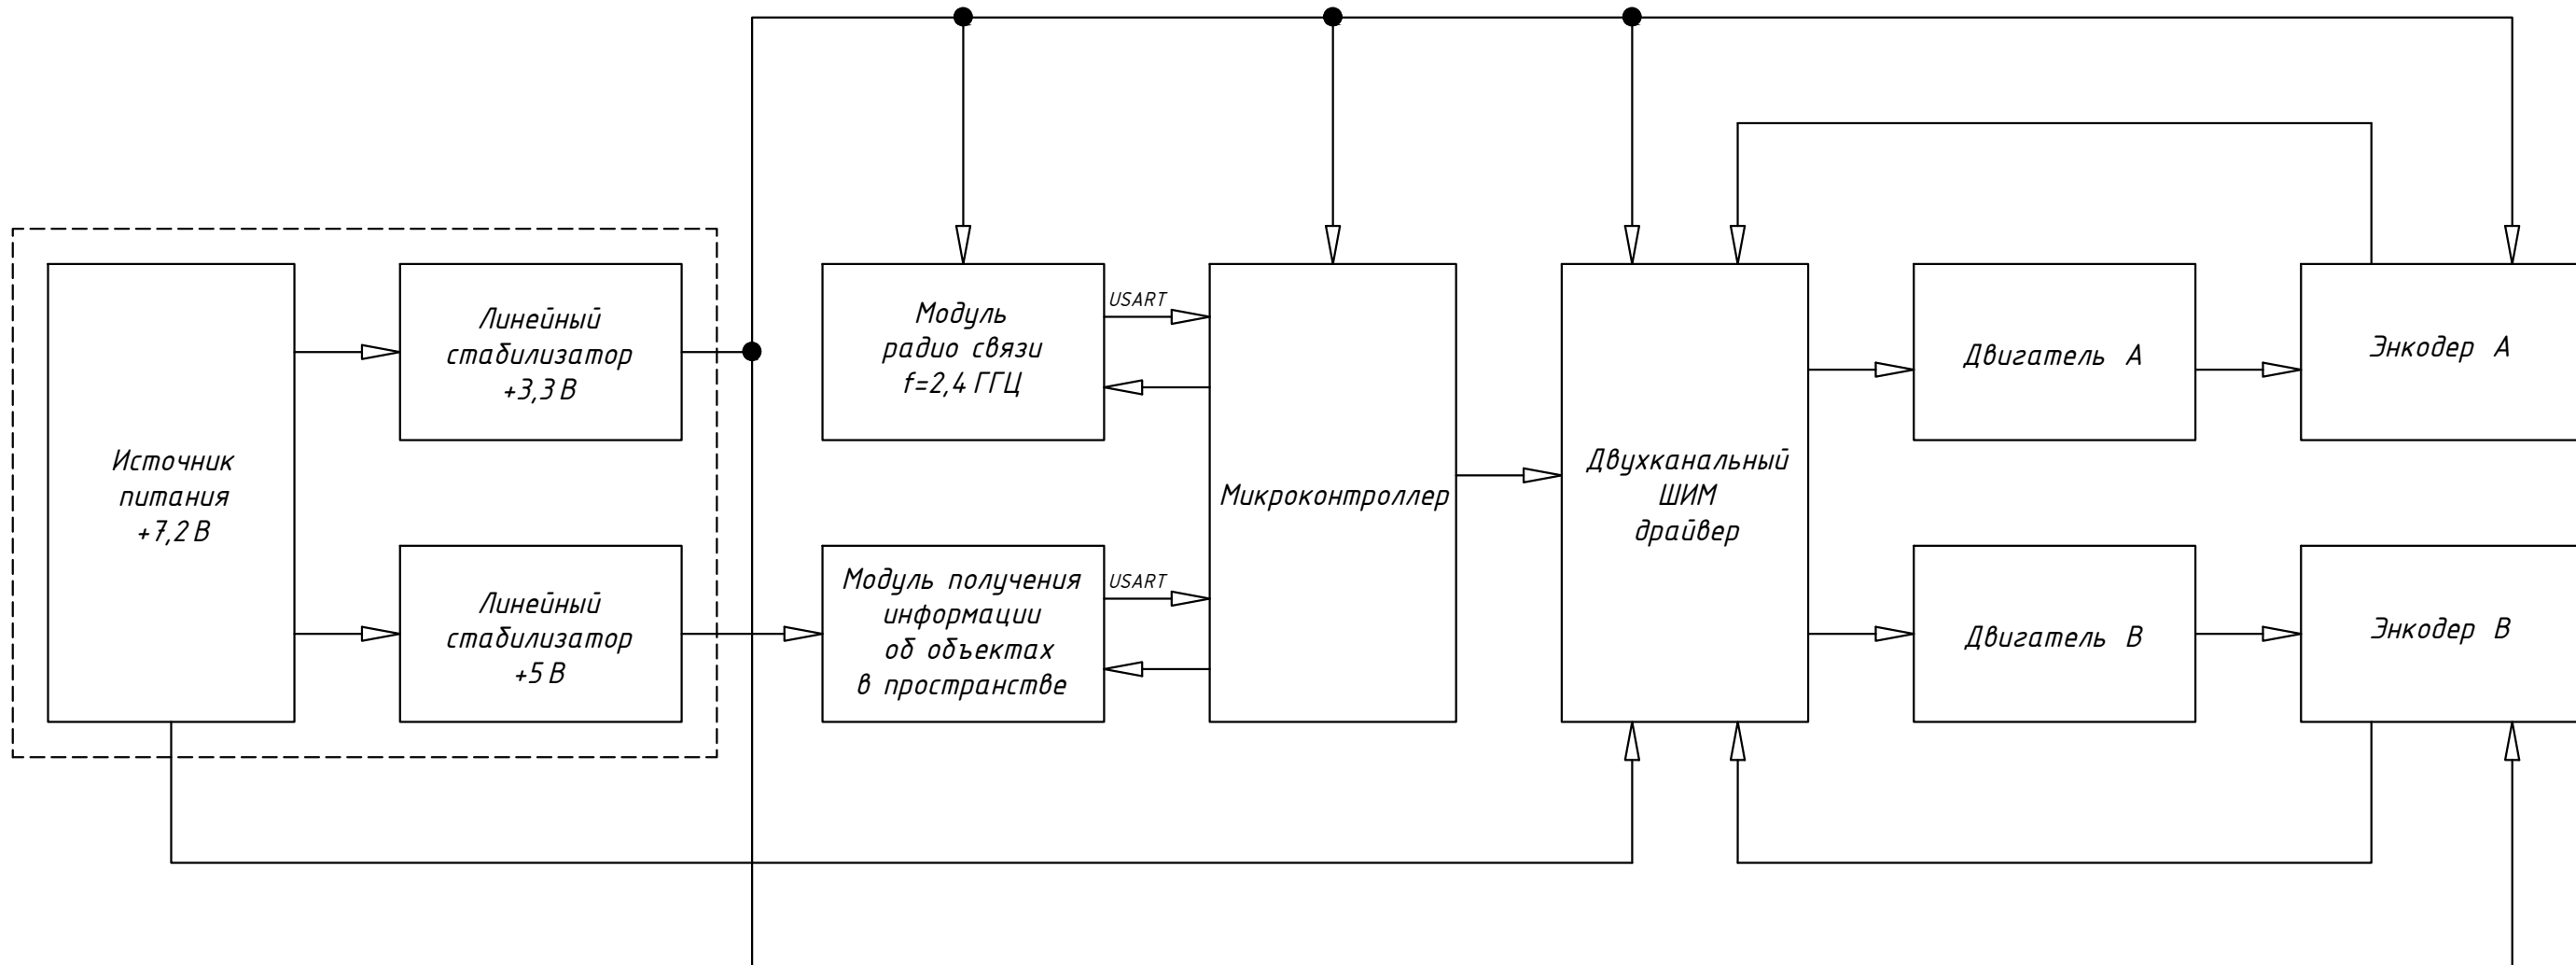 Источник
питания
+7,2 В
Линейный
стабилизатор
+3,3 В
Линейный
стабилизатор
+5 В
Модуль
радио связи
f=2,4 ГГЦ
USART
Модуль получения
информации
об объектах
в пространстве
USART
Микроконтроллер
Двухканальный
ШИМ
драйвер
Двигатель A
Двигатель B
Энкодер A
Энкодер B